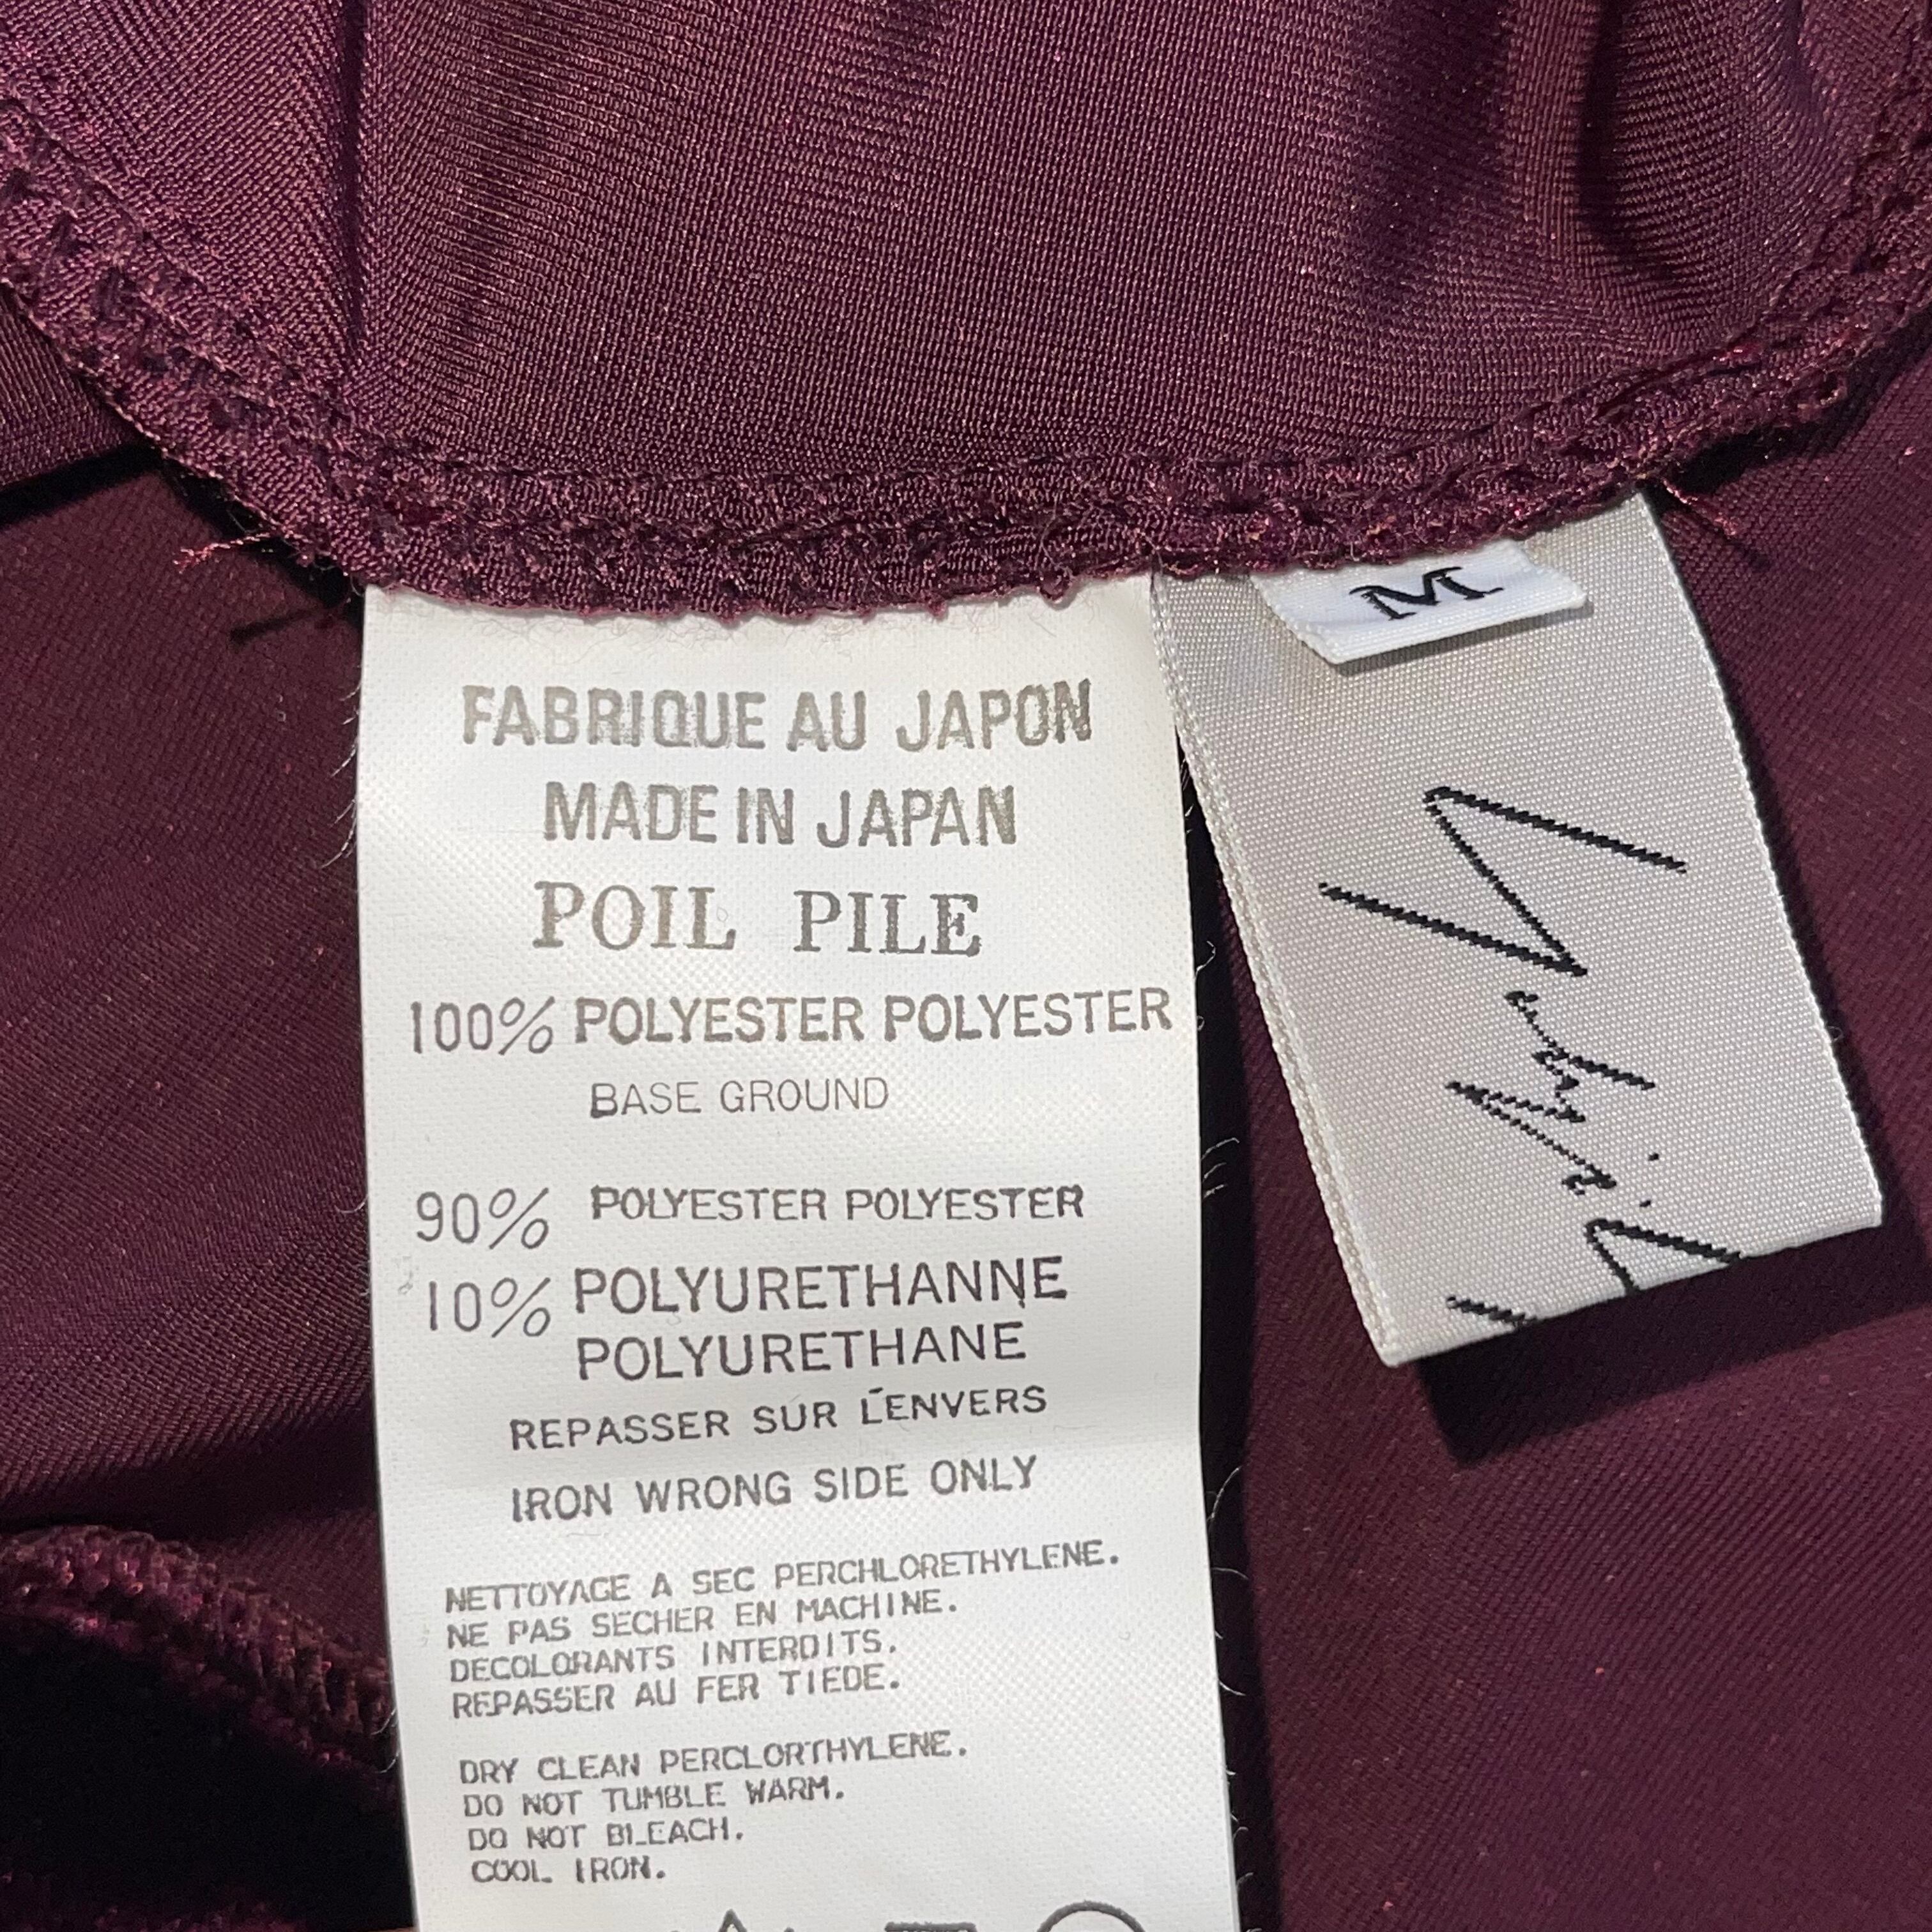 FABRIQUE AU JAPON
MADE IN JAPAN
POIL PILE
100% POLYESTER POLYESTER
BASE GROUND
90% POLYESTER POLYESTER
10% POLYURETHANNE
POLYURETHANE
REPASSER SUR L'ENVERS
IRON WRONG SIDE ONLY
NETTOYAGE A SEC PERCHLORETHYLENE.
NE PAS SECHER EN MACHINE.
DECOLORANTS INTERDITS.
REPASSER AU FER TIEDE.
DRY CLEAN PERCLORTHYLENE.
DO NOT TUMBLE WARM.
DO NOT BLEACH.
COOL IRON.
M